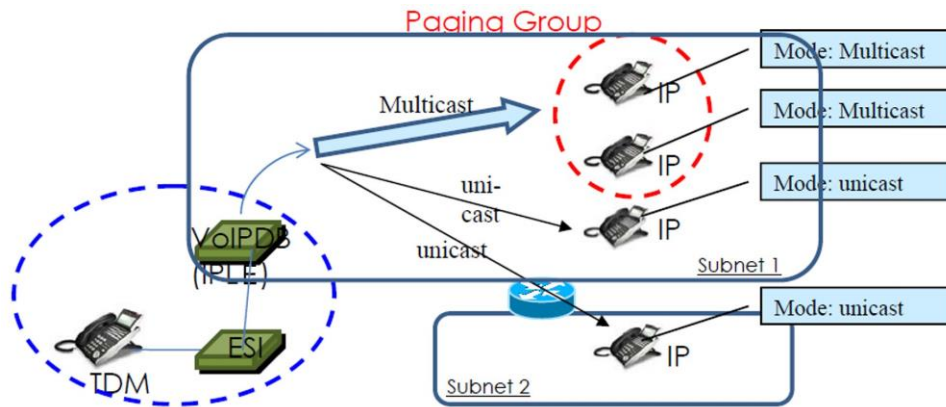 Paging Group
Mode: Multicast
IP
Multicast
Mode: Multicast
IP
uni-
cast
Mode: unicast
IP
unicast
VoIPDB
(IPLE)
Subnet 1
Mode: unicast
ESI
IP
TDM
Subnet 2